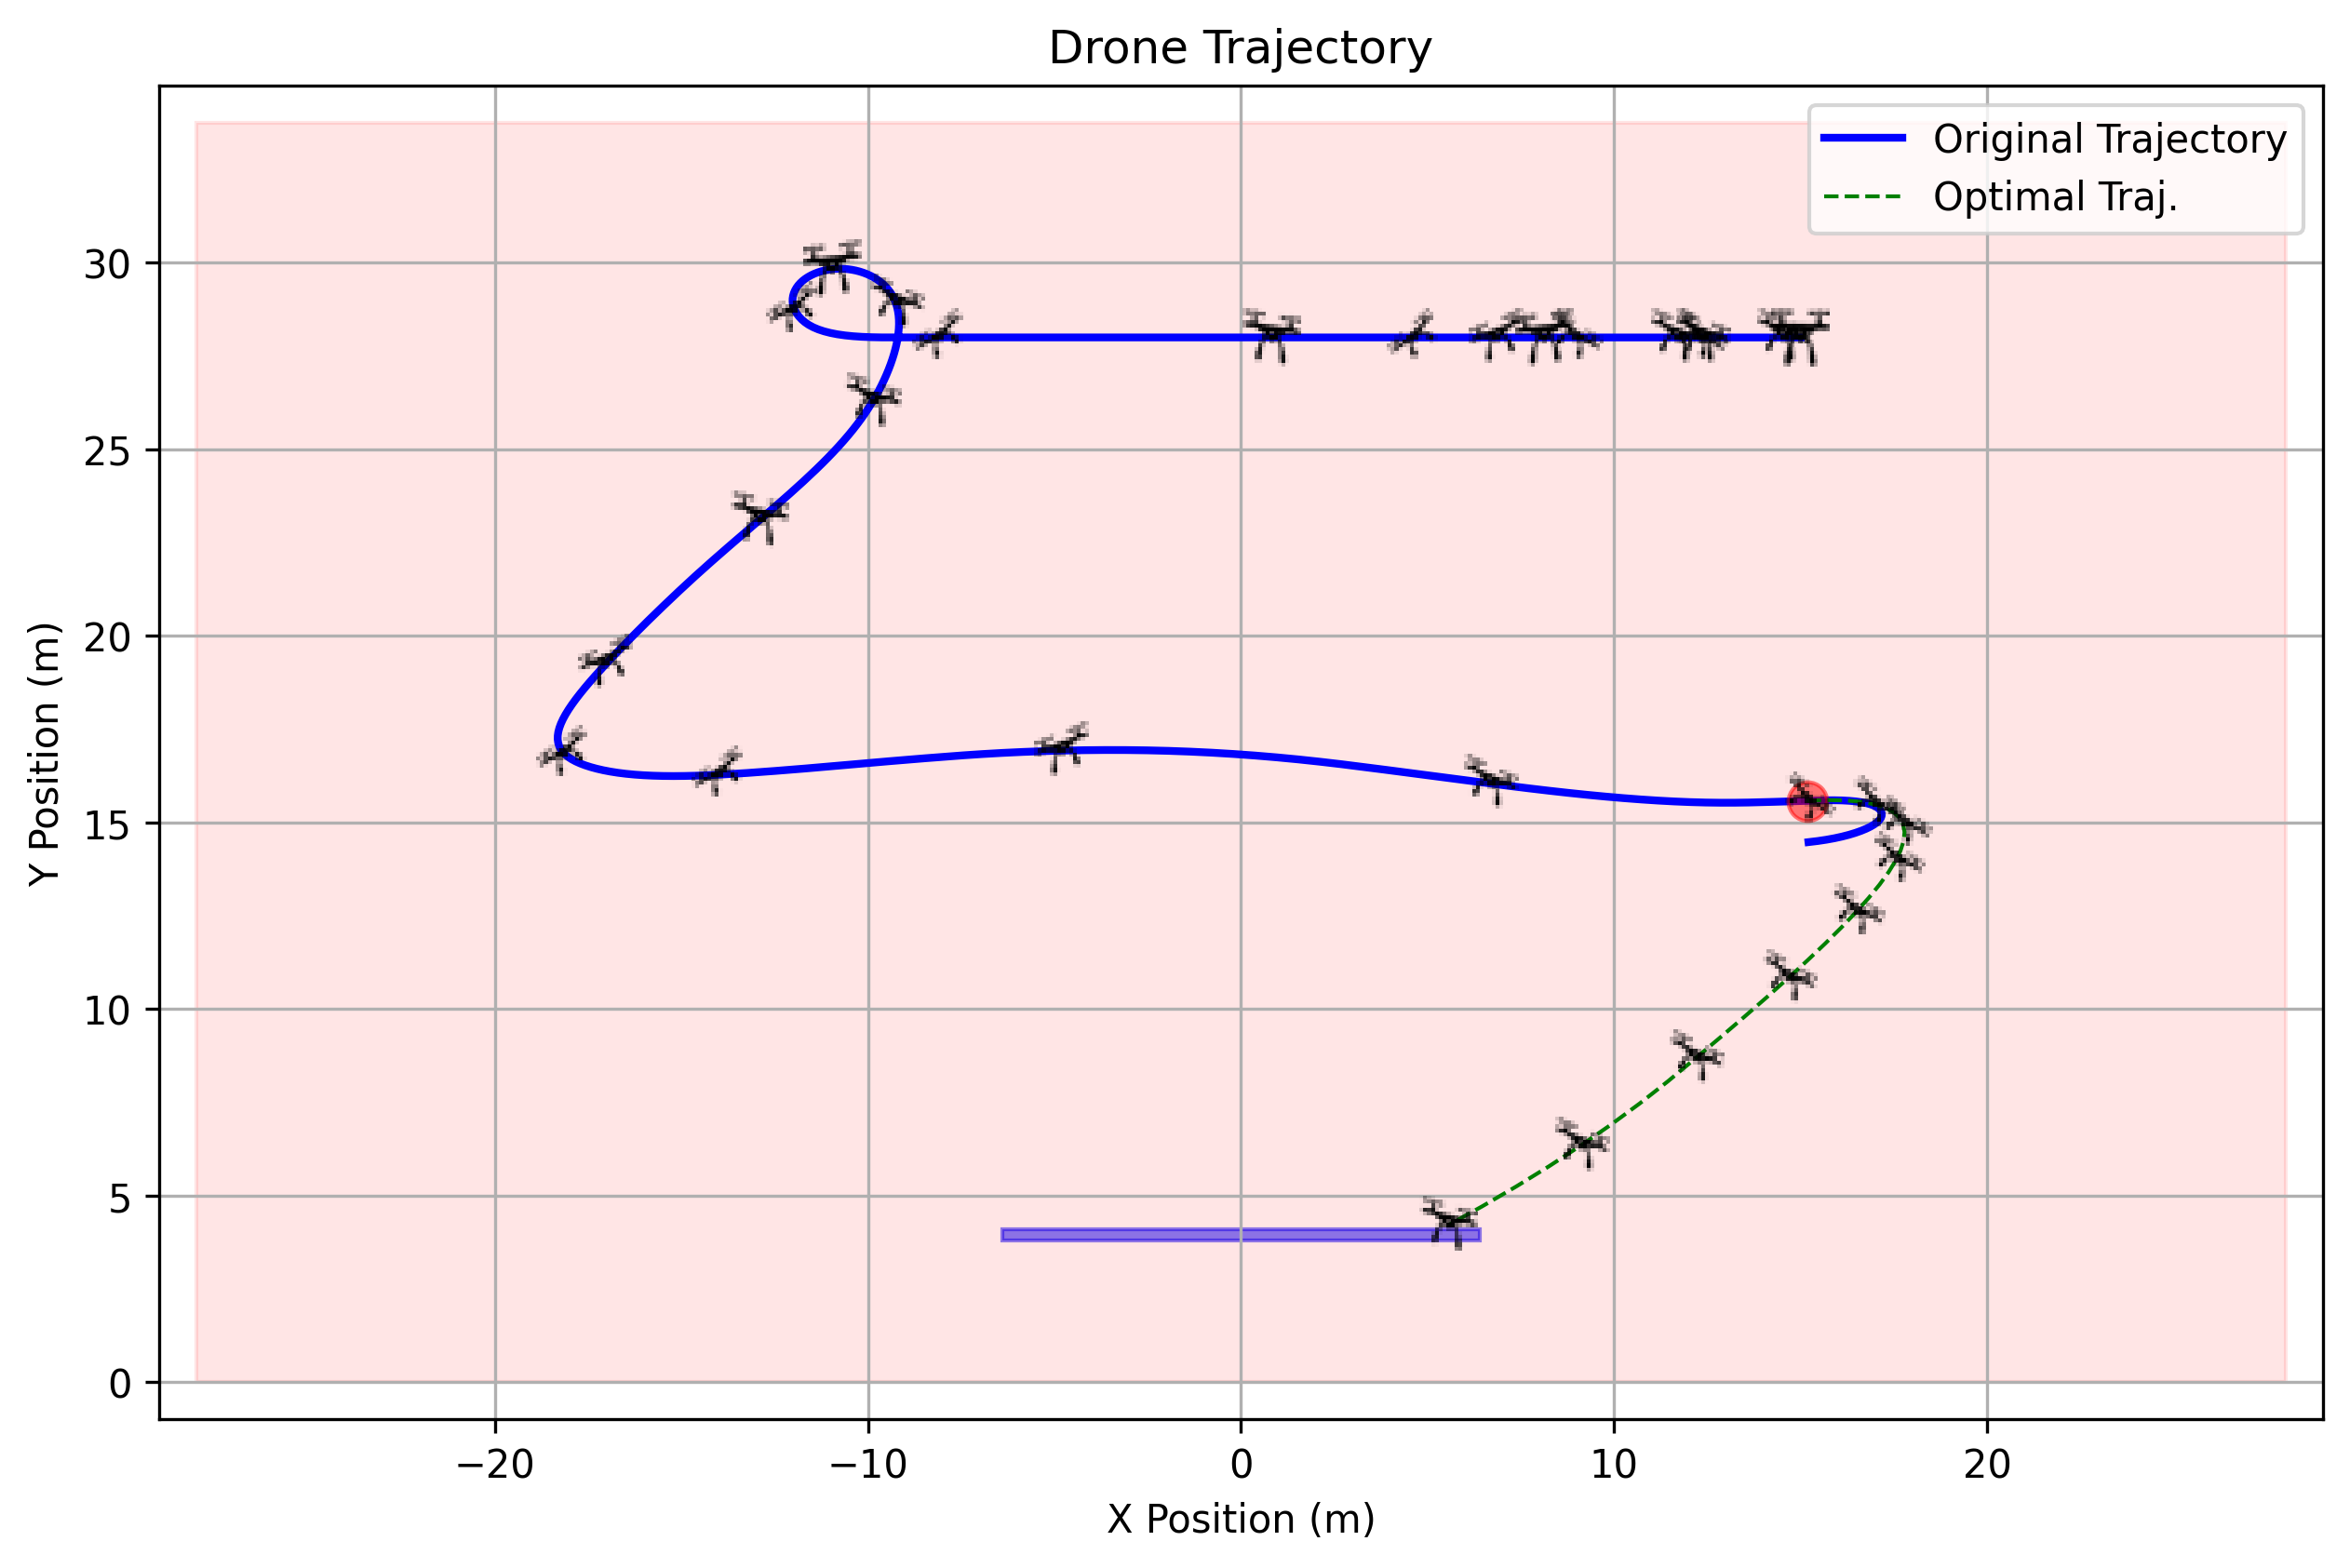 Drone Trajectory
Original Trajectory
Optimal Traj.
30
25
20
15
10
5
0
Y Position (m)
−20
−10
0
10
20
X Position (m)